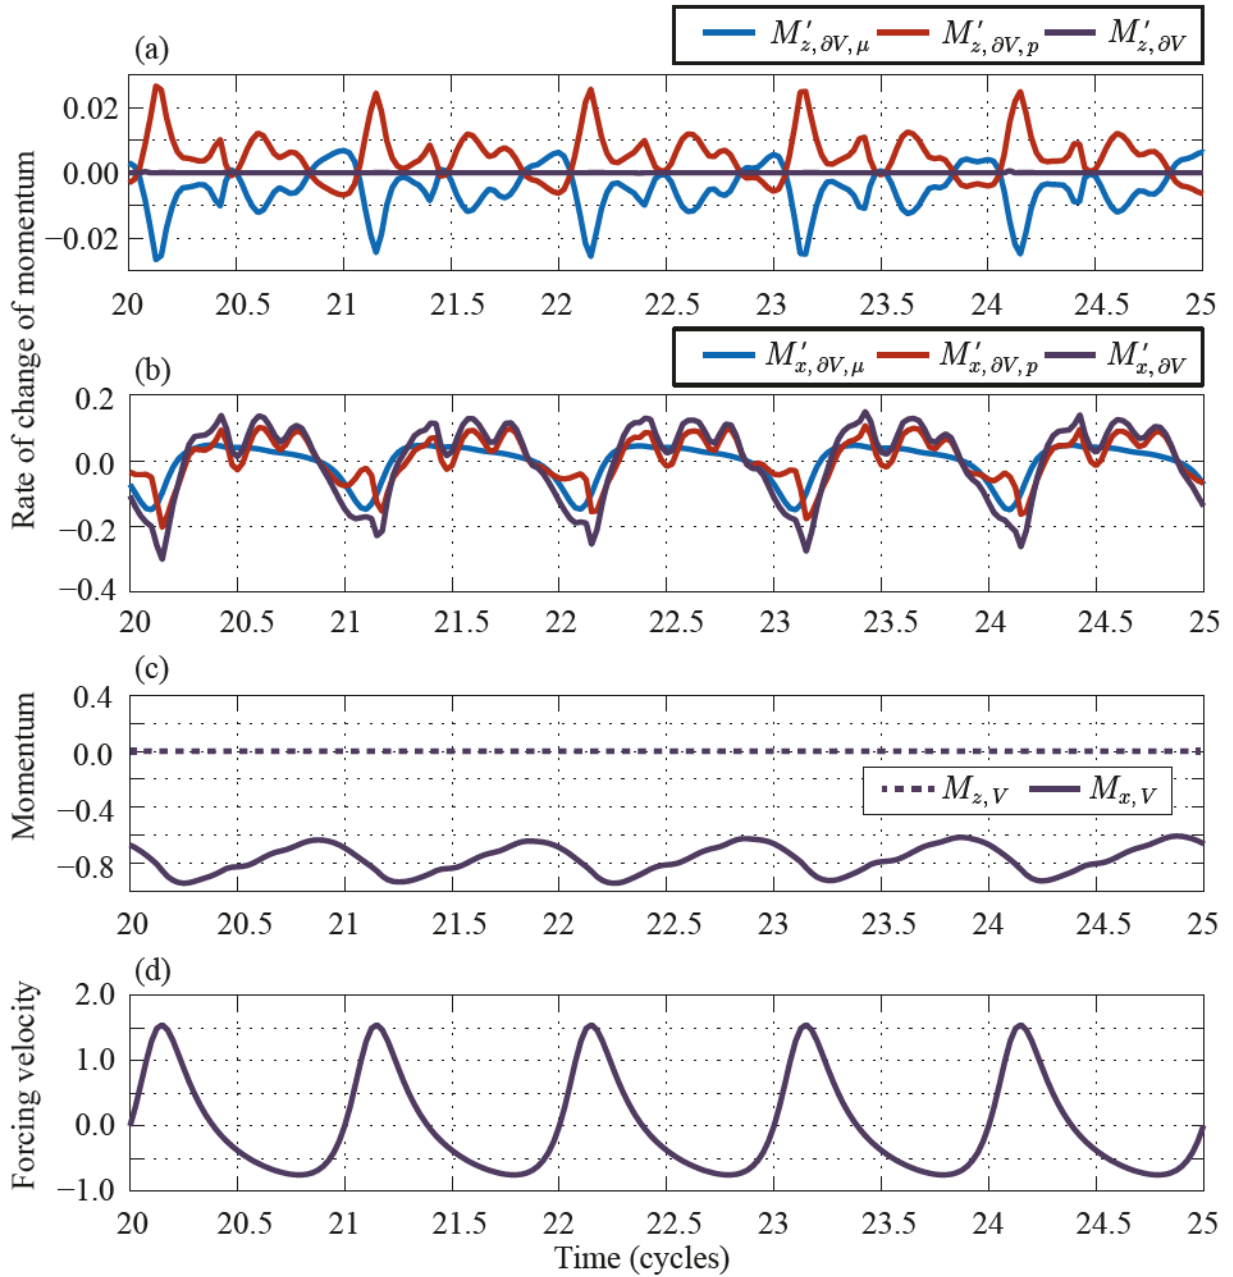 (a)
M′z,∂V,μ M′z,∂V,p M′z,∂V
0.02
0.00
−0.02
20 20.5 21 21.5 22 22.5 23 23.5 24 24.5 25
Rate of change of momentum
(b)
M′x,∂V,μ M′x,∂V,p M′x,∂V
0.2
0.0
−0.2
−0.4
20 20.5 21 21.5 22 22.5 23 23.5 24 24.5 25
(c)
Momentum
0.4
0.0
−0.4
−0.8
Mz,V Mx,V
20 20.5 21 21.5 22 22.5 23 23.5 24 24.5 25
(d)
Forcing velocity
2.0
1.0
0.0
−1.0
20 20.5 21 21.5 22 22.5 23 23.5 24 24.5 25
Time (cycles)